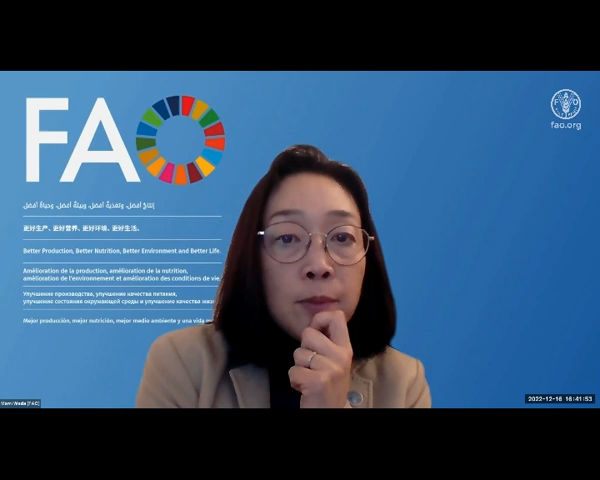 FAO
fao.org
إنتاج أفضل، وتغذية أفضل، وبيئة أفضل، وحياة أفضل.
更好生产、更好营养、更好环境、更好生活。
Better Production, Better Nutrition, Better Environment and Better Life.
Amélioration de la production, amélioration de la nutrition,
amélioration de l'environnement et amélioration des conditions de vie.
Улучшение производства, улучшение качества питания,
улучшение состояния окружающей среды и улучшение качества
Mejor producción, mejor nutrición, mejor medio ambiente y una vida
[FAO]
2022-12-16 16:41:53